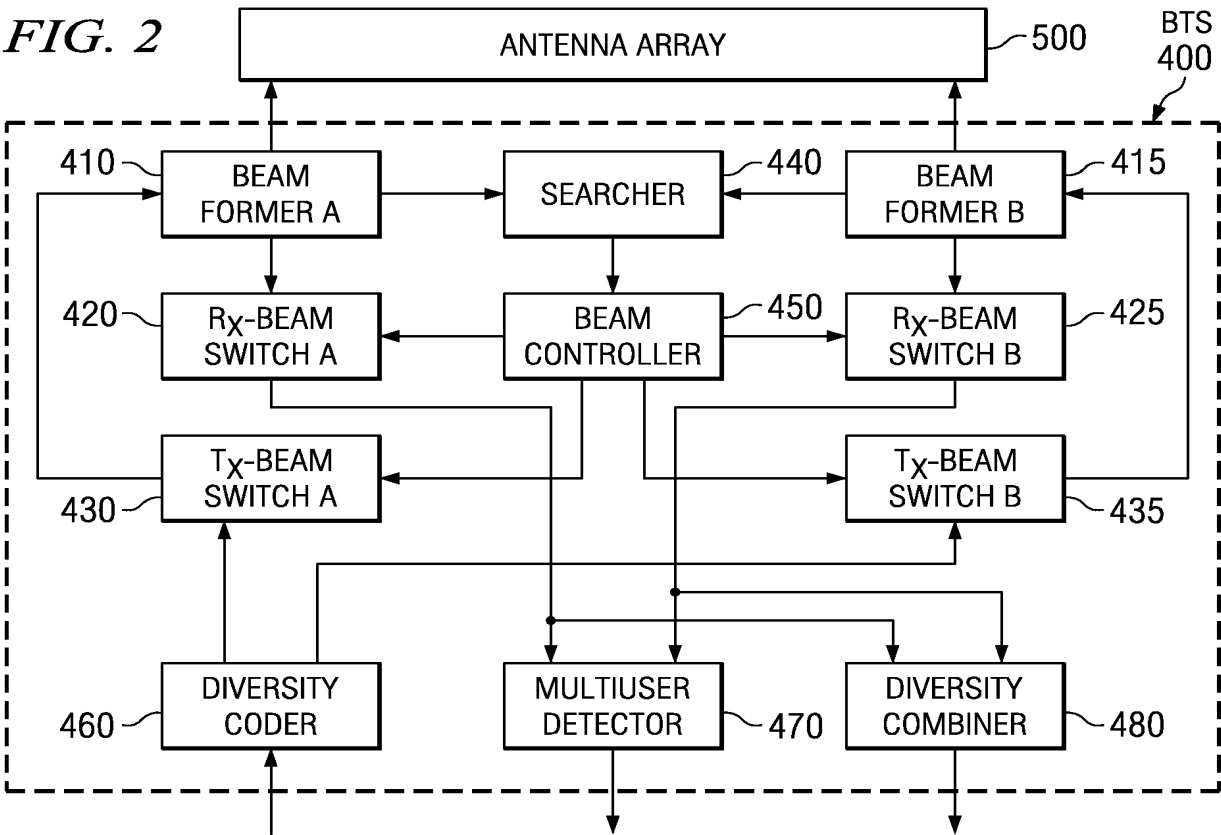 FIG. 2
ANTENNA ARRAY
500
BTS
400
410
BEAM
FORMER A
440
SEARCHER
415
BEAM
FORMER B
420
RX-BEAM
SWITCH A
450
BEAM
CONTROLLER
425
RX-BEAM
SWITCH B
430
TX-BEAM
SWITCH A
435
TX-BEAM
SWITCH B
460
DIVERSITY
CODER
470
MULTIUSER
DETECTOR
480
DIVERSITY
COMBINER